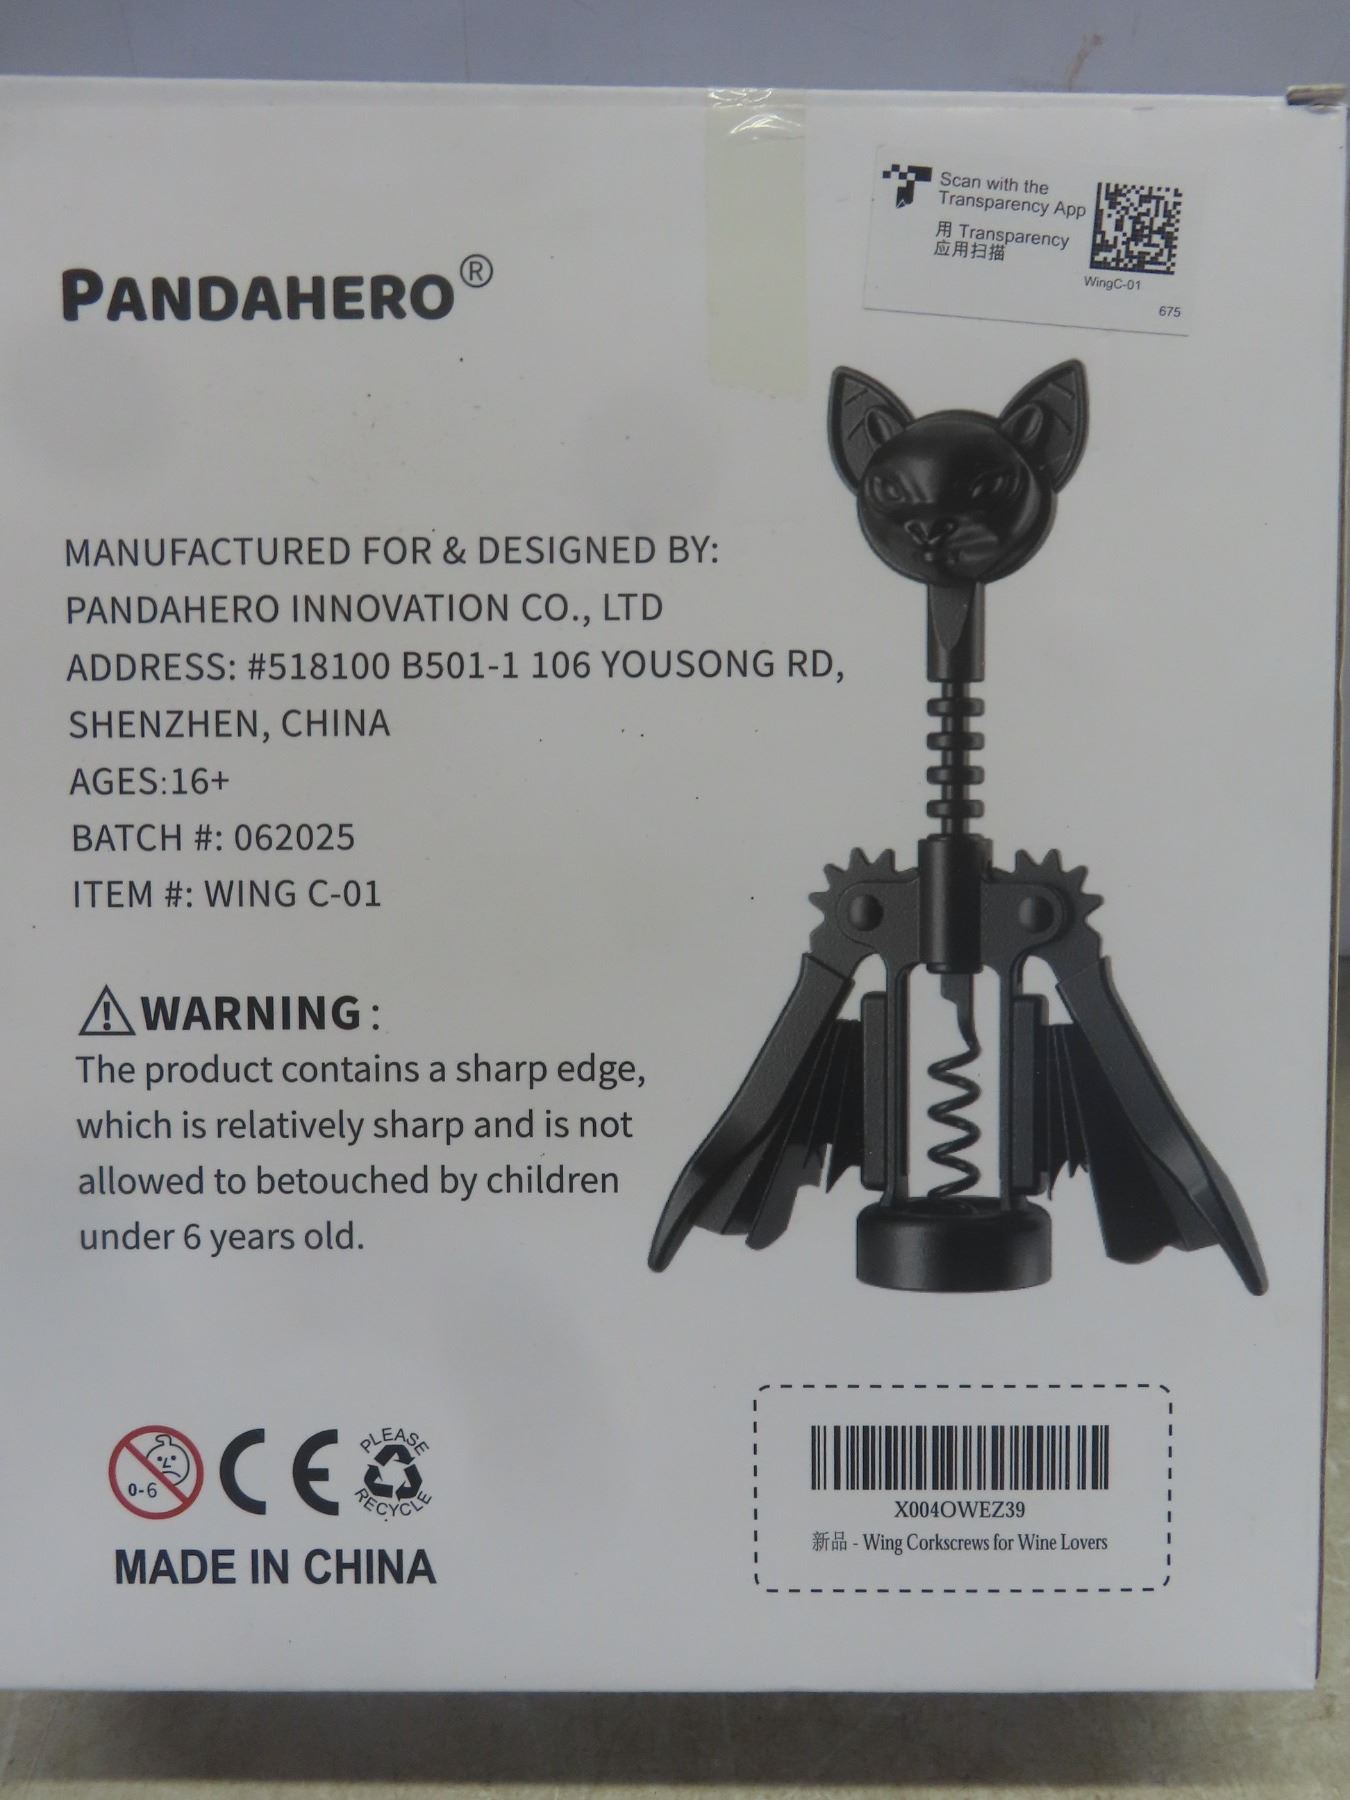 Scan with the
Transparency App
用 Transparency
应用扫描
WingC-01
675
PANDAHERO®
MANUFACTURED FOR & DESIGNED BY:
PANDAHERO INNOVATION CO., LTD
ADDRESS: #518100 B501-1 106 YOUSONG RD,
SHENZHEN, CHINA
AGES:16+
BATCH #: 062025
ITEM #: WING C-01
WARNING:
The product contains a sharp edge,
which is relatively sharp and is not
allowed to betouched by children
under 6 years old.
0-6
CE
PLEASE
RECYCLE
MADE IN CHINA
X004OWEZ39
新品 - Wing Corkscrews for Wine Lovers